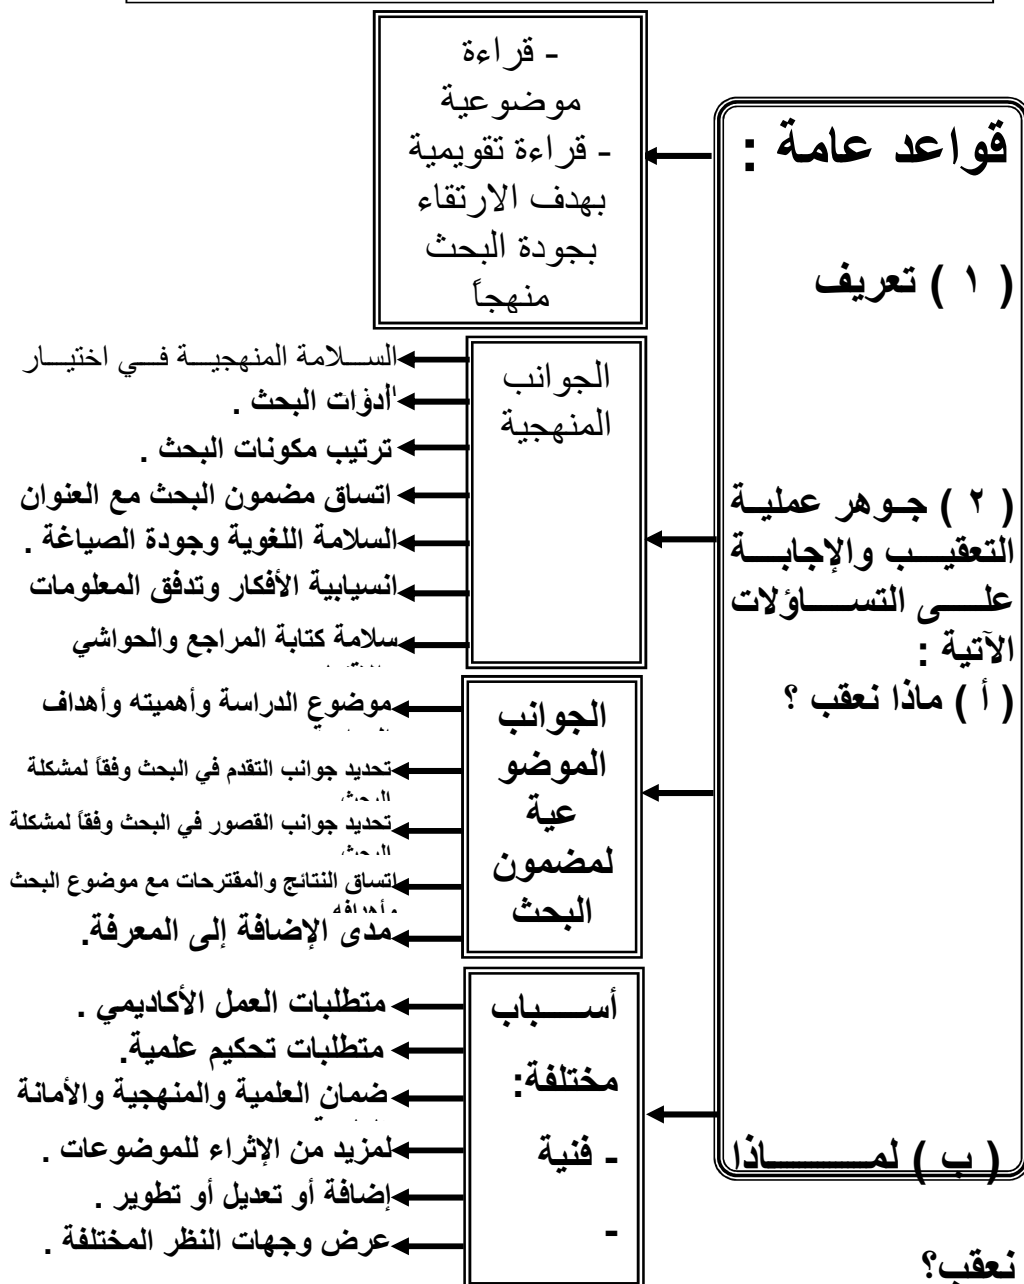 قواعد عامة :
( ١ ) تعريف
- قراءة
موضوعية
- قراءة تقويمية
بهدف الارتقاء
بجودة البحث
منهجاً
( ٢ ) جوهر عملية
التعقيب والإجابة
على التساؤلات
الآتية :
( أ ) ماذا نعقب ؟
الجوانب
المنهجية
السلامة المنهجية في اختيار
أدوات البحث .
ترتيب مكونات البحث .
اتساق مضمون البحث مع العنوان
السلامة اللغوية وجودة الصياغة .
انسيابية الأفكار وتدفق المعلومات
سلامة كتابة المراجع والحواشي
الجوانب
الموضو
عية
لمضمون
البحث
موضوع الدراسة وأهميته وأهداف
تحديد جوانب التقدم في البحث وفقاً لمشكلة
البحث
تحديد جوانب القصور في البحث وفقاً لمشكلة
البحث
اتساق النتائج والمقترحات مع موضوع البحث
وأهدافه
مدى الإضافة إلى المعرفة.
( ب ) لمــاذا
نعقب؟
أسباب
مختلفة:
- فنية
-
متطلبات العمل الأكاديمي .
متطلبات تحكيم علمية.
ضمان العلمية والمنهجية والأمانة
لمزيد من الإثراء للموضوعات .
إضافة أو تعديل أو تطوير .
عرض وجهات النظر المختلفة .